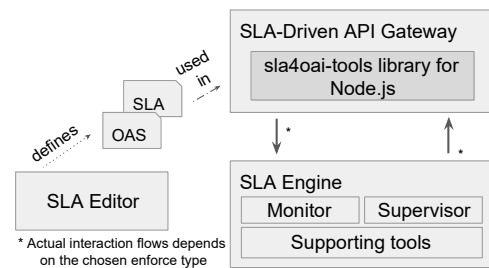 SLA-Driven API Gateway
sla4oai-tools library for
Node.js
used
in
SLA
OAS
defines
*
*
SLA Editor
SLA Engine
Monitor
Supervisor
Supporting tools
* Actual interaction flows depends
on the chosen enforce type